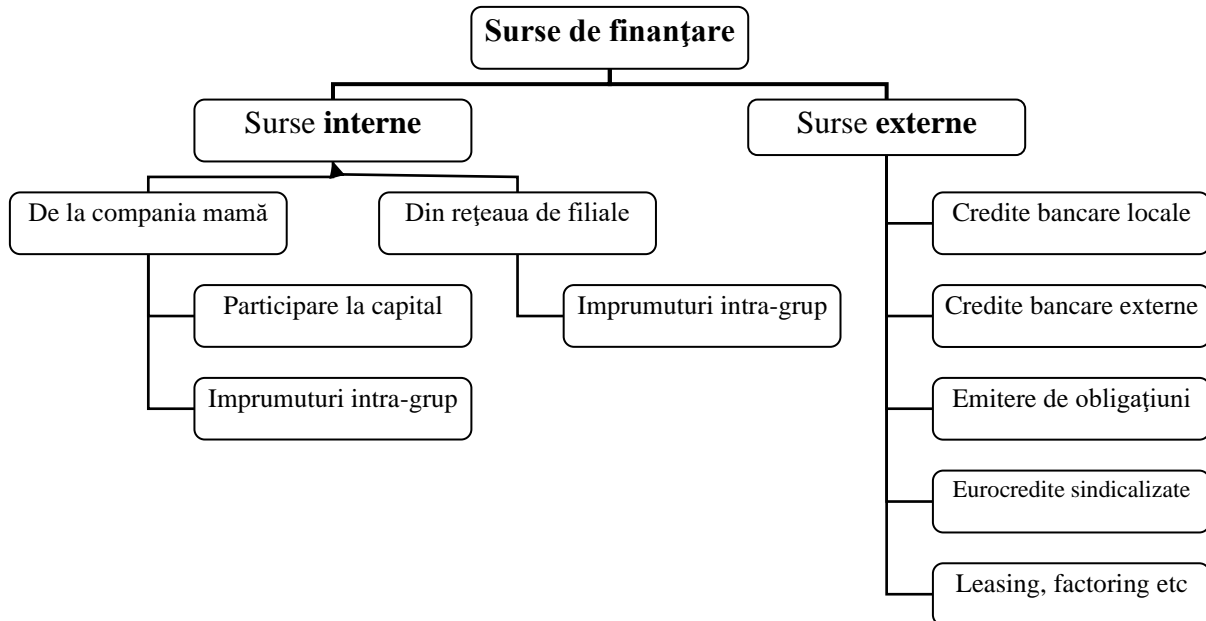 Surse de finanţare
Surse interne
Surse externe
De la compania mamă
Din reţeaua de filiale
Participare la capital
Imprumuturi intra-grup
Imprumuturi intra-grup
Credite bancare locale
Credite bancare externe
Emitere de obligaţiuni
Eurocredite sindicalizate
Leasing, factoring etc